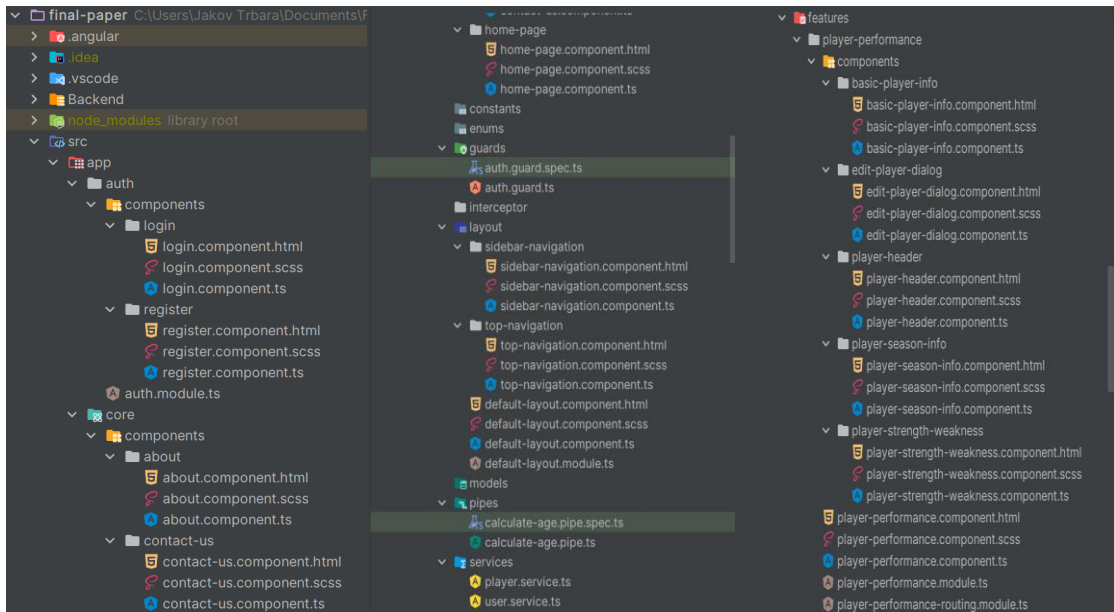 final-paper C:\Users\Jakov Trbara\Documents\F
.angular
.idea
.vscode
Backend
node_modules library root
src
app
auth
components
login
login.component.html
login.component.scss
login.component.ts
register
register.component.html
register.component.scss
register.component.ts
auth.module.ts
core
components
about
about.component.html
about.component.scss
about.component.ts
contact-us
contact-us.component.html
contact-us.component.scss
contact-us.component.ts
contact-us.component.ts
home-page
home-page.component.html
home-page.component.scss
home-page.component.ts
constants
enums
guards
auth.guard.spec.ts
auth.guard.ts
interceptor
layout
sidebar-navigation
sidebar-navigation.component.html
sidebar-navigation.component.scss
sidebar-navigation.component.ts
top-navigation
top-navigation.component.html
top-navigation.component.scss
top-navigation.component.ts
default-layout.component.html
default-layout.component.scss
default-layout.component.ts
default-layout.module.ts
models
pipes
calculate-age.pipe.spec.ts
calculate-age.pipe.ts
services
player.service.ts
user.service.ts
features
player-performance
components
basic-player-info
basic-player-info.component.html
basic-player-info.component.scss
basic-player-info.component.ts
edit-player-dialog
edit-player-dialog.component.html
edit-player-dialog.component.scss
edit-player-dialog.component.ts
player-header
player-header.component.html
player-header.component.scss
player-header.component.ts
player-season-info
player-season-info.component.html
player-season-info.component.scss
player-season-info.component.ts
player-strength-weakness
player-strength-weakness.component.html
player-strength-weakness.component.scss
player-strength-weakness.component.ts
player-performance.component.html
player-performance.component.scss
player-performance.component.ts
player-performance.module.ts
player-performance-routing.module.ts